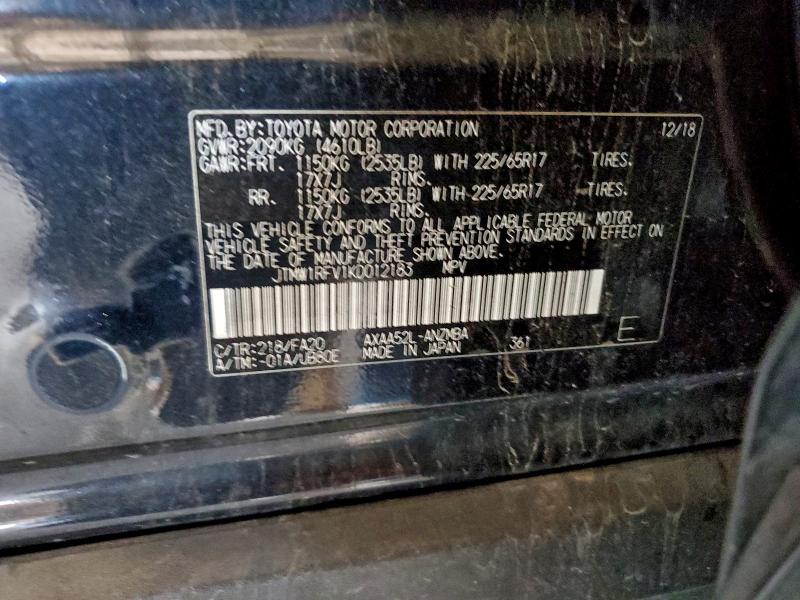 MFD.BY:TOYOTA MOTOR CORPORATION 12/18
GVWR:2090KG (4610LB)
GAWR:FRT. 1150KG (2535LB) WITH 225/65R17 TIRES.
17X7J RIMS.
RR. 1150KG (2535LB) WITH 225/65R17 TIRES.
17X7J RIMS.
THIS VEHICLE CONFORMS TO ALL APPLICABLE FEDERAL MOTOR
VEHICLE SAFETY AND THEFT PREVENTION STANDARDS IN EFFECT ON
THE DATE OF MANUFACTURE SHOWN ABOVE.
JTMW1RFV1KD012183 MPV
C/TR:218/FA20 AXAA52L-ANZMBA 361 E
A/TM:-01A/UB80E MADE IN JAPAN